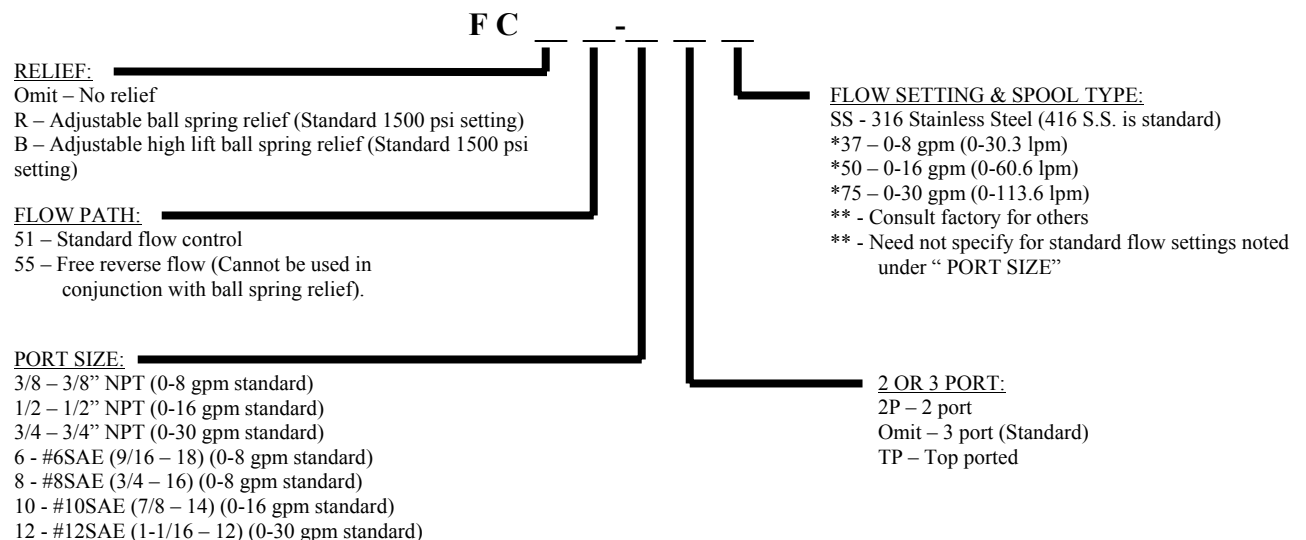 F C __ __-__ __ __
RELIEF:
Omit – No relief
R – Adjustable ball spring relief (Standard 1500 psi setting)
B – Adjustable high lift ball spring relief (Standard 1500 psi
setting)
FLOW PATH:
51 – Standard flow control
55 – Free reverse flow (Cannot be used in
conjunction with ball spring relief).
PORT SIZE:
3/8 – 3/8” NPT (0-8 gpm standard)
1/2 – 1/2” NPT (0-16 gpm standard)
3/4 – 3/4” NPT (0-30 gpm standard)
6 - #6SAE (9/16 – 18) (0-8 gpm standard)
8 - #8SAE (3/4 – 16) (0-8 gpm standard)
10 - #10SAE (7/8 – 14) (0-16 gpm standard)
12 - #12SAE (1-1/16 – 12) (0-30 gpm standard)
FLOW SETTING & SPOOL TYPE:
SS - 316 Stainless Steel (416 S.S. is standard)
*37 – 0-8 gpm (0-30.3 lpm)
*50 – 0-16 gpm (0-60.6 lpm)
*75 – 0-30 gpm (0-113.6 lpm)
** - Consult factory for others
** - Need not specify for standard flow settings noted
under “ PORT SIZE”
2 OR 3 PORT:
2P – 2 port
Omit – 3 port (Standard)
TP – Top ported